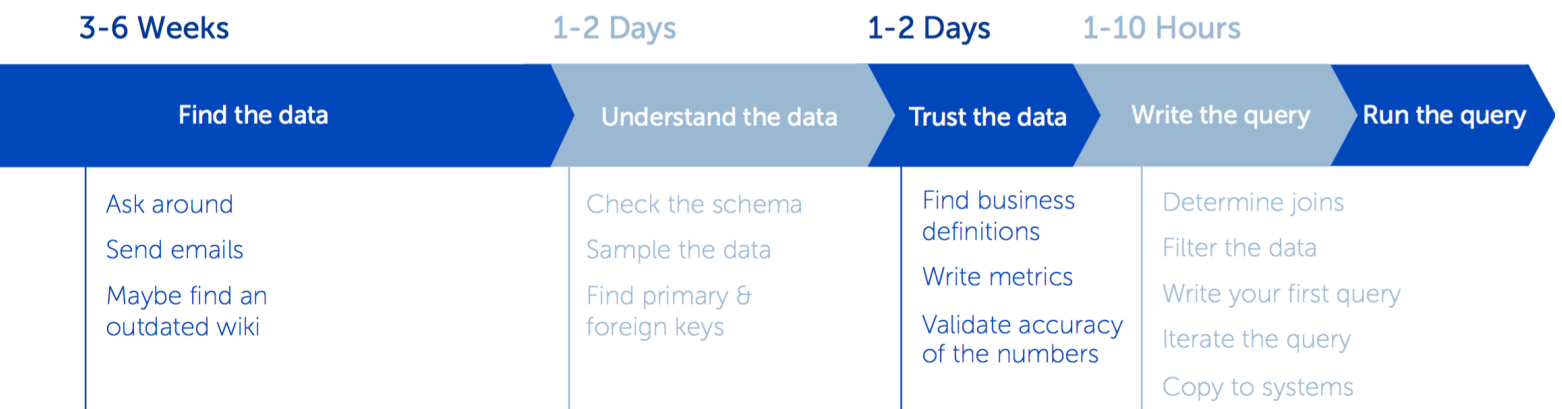 3-6 Weeks
1-2 Days
1-2 Days
1-10 Hours
Find the data
Understand the data
Trust the data
Write the query
Run the query
Ask around
Send emails
Maybe find an
outdated wiki
Check the schema
Sample the data
Find primary &
foreign keys
Find business
definitions
Write metrics
Validate accuracy
of the numbers
Determine joins
Filter the data
Write your first query
Iterate the query
Copy to systems